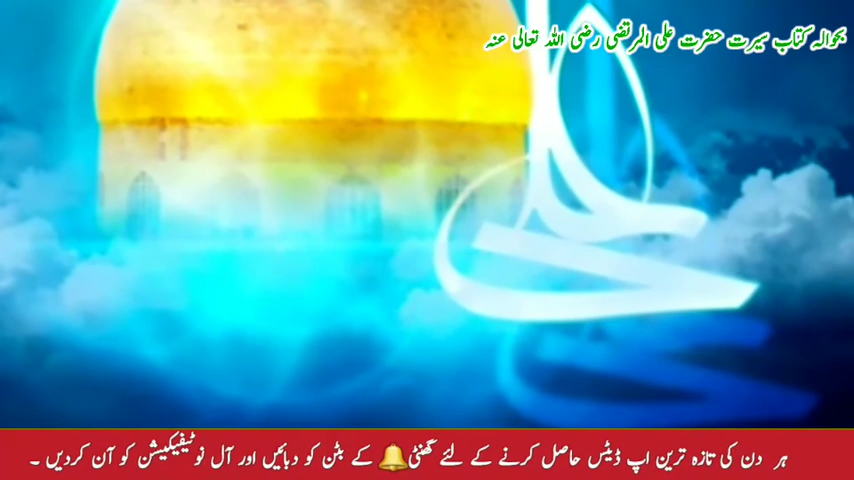 بحوالہ کتاب سیرت حضرت علی المرتضی رضی اللہ تعالی عنہ
علی
ہر دن کی تازہ ترین اپ ڈیٹس حاصل کرنے کے لئے گھنٹی🔔 کے بٹن کو دبائیں اور آل نوٹیفیکیشن کو آن کردیں ۔